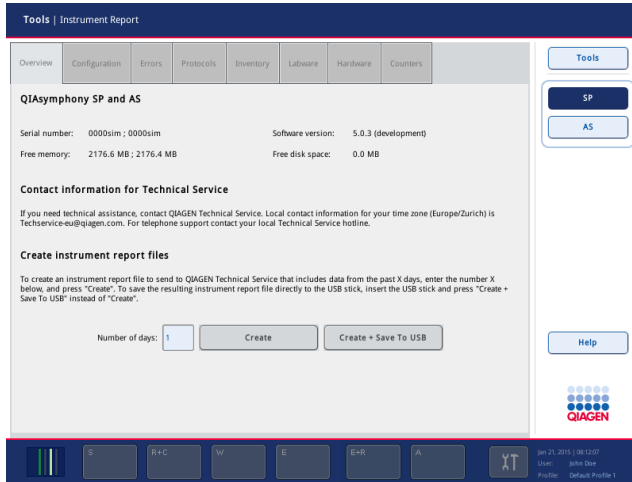 Tools | Instrument Report
Overview Configuration Errors Protocols Inventory Labware Hardware Counters
Tools
SP
AS
QIAsymphony SP and AS
Serial number: 0000sim ; 0000sim Software version: 5.0.3 (development)
Free memory: 2176.6 MB ; 2176.4 MB Free disk space: 0.0 MB
Contact information for Technical Service
If you need technical assistance, contact QIAGEN Technical Service. Local contact information for your time zone (Europe/Zurich) is
Techservice-eu@qiagen.com. For telephone support contact your local Technical Service hotline.
Create instrument report files
To create an instrument report file to send to QIAGEN Technical Service that includes data from the past X days, enter the number X
below, and press "Create". To save the resulting instrument report file directly to the USB stick, insert the USB stick and press "Create +
Save To USB" instead of "Create".
Number of days: 1 Create Create + Save To USB
Help
QIAGEN
S R+C W E E+R A
Jan 21, 2015 | 08:12:07
User: John Doe
Profile: Default Profile 1